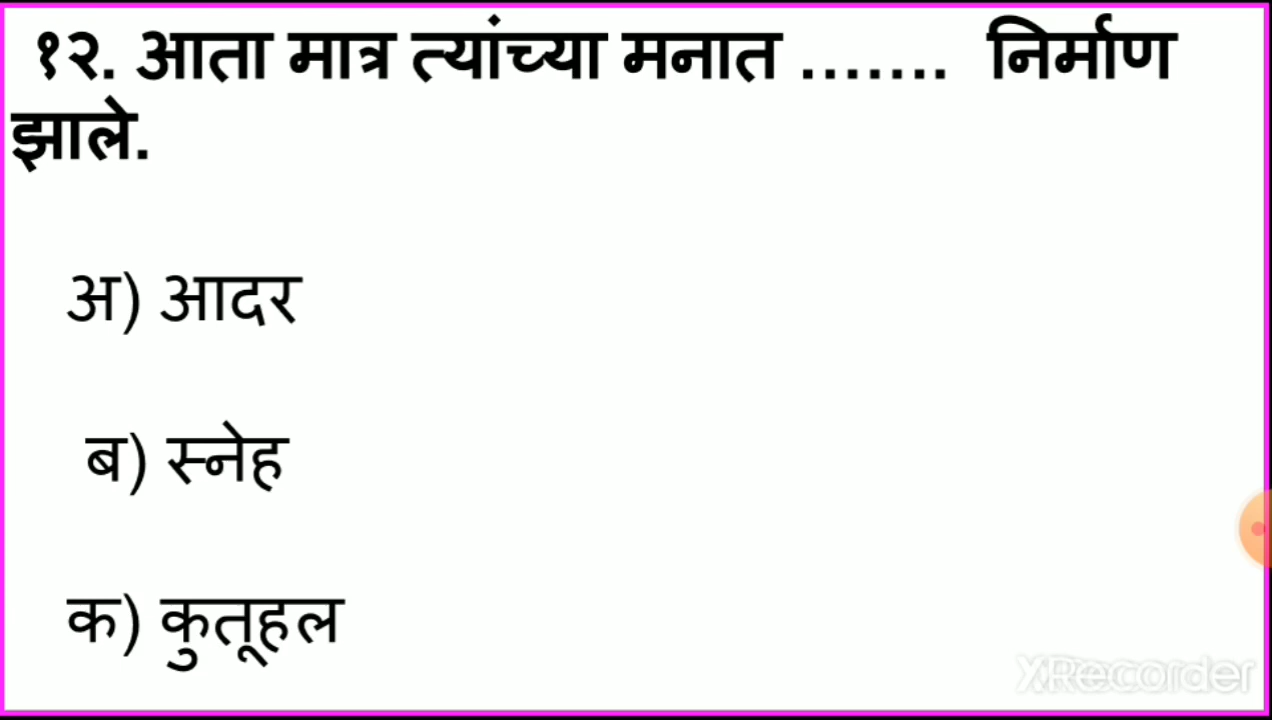 १२. आता मात्र त्यांच्या मनात ....... निर्माण
झाले.
अ) आदर
ब) स्नेह
क) कुतूहल
XRecorder